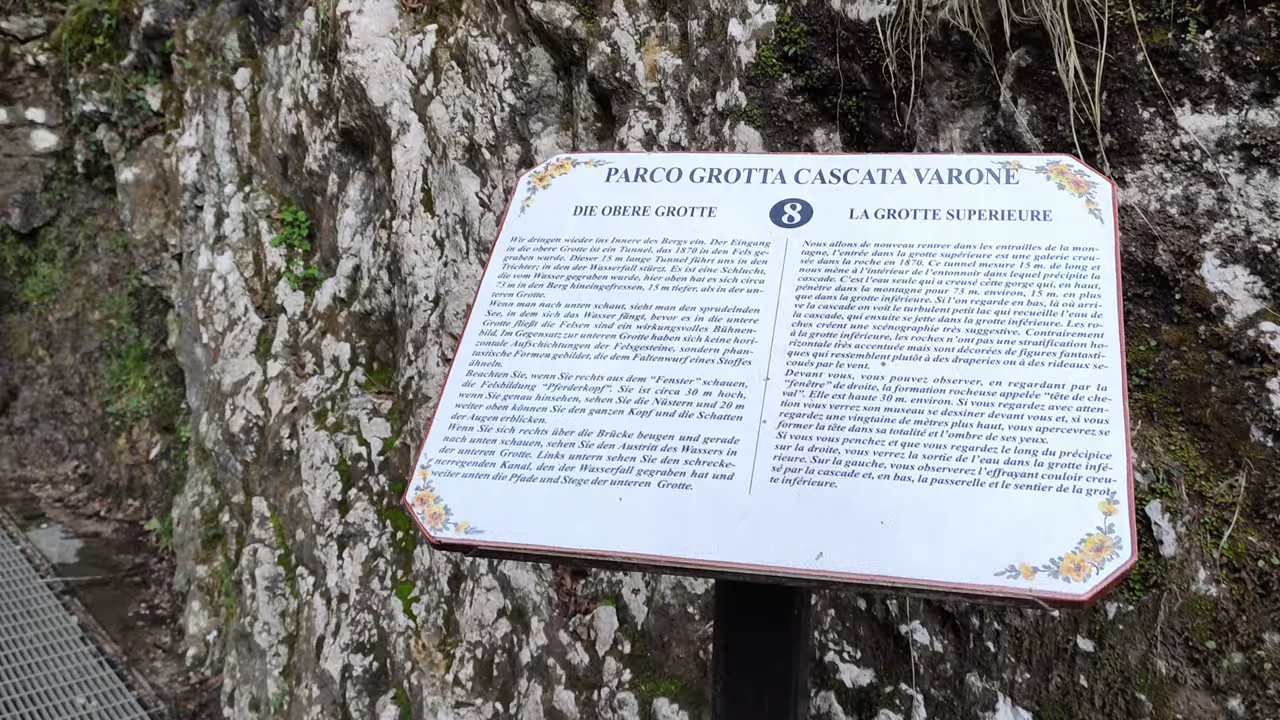 PARCO GROTTA CASCATA VARONE
8
DIE OBERE GROTTE
Wir dringen wieder ins Innere des Bergs ein. Der Eingang
in die obere Grotte ist ein Tunnel, das 1870 in den Fels ge-
graben wurde. Dieser 15 m lange Tunnel führt uns in den
Trichter; in den der Wasserfall stürzt. Es ist eine Schlucht,
die vom Wasser gegraben wurde, hier oben hat es sich circa
73 m in den Berg hineingefressen, 15 m tiefer, als in der un-
teren Grotte.
Wenn man nach unten schaut, sieht man den sprudelnden
See, in dem sich das Wasser fängt, bevor es in die untere
Grotte fließt die Felsen sind ein wirkungsvolles Bühnen-
bild. Im Gegensatz zur unteren Grotte haben sich keine hori-
zontale Aufschichtungen der Felsgesteine, sondern phan-
tastische Formen gebildet, die dem Faltenwurf eines Stoffes
ähneln.
Beachten Sie, wenn Sie rechts aus dem "Fenster" schauen,
die Felsbildung "Pferdekopf". Sie ist circa 30 m hoch,
wenn Sie genau hinsehen, sehen Sie die Nüstern und 20 m
weiter oben können Sie den ganzen Kopf und die Schatten
der Augen erblicken.
Wenn Sie sich rechts über die Brücke beugen und gerade
nach unten schauen, sehen Sie den Austritt des Wassers in
der unteren Grotte. Links unten sehen Sie den schrecke-
nerregenden Kanal, den der Wasserfall gegraben hat und
weiter unten die Pfade und Stege der unteren Grotte.
LA GROTTE SUPERIEURE
Nous allons de nouveau rentrer dans les entrailles de la mon-
tagne, l'entrée dans la grotte supérieure est une galerie creu-
sée dans la roche en 1870. Ce tunnel mesure 15 m. de long et
nous mène à l'intérieur de l'entonnoir dans lequel précipite la
cascade. C'est l'eau seule qui a creusé cette gorge qui, en haut,
pénètre dans la montagne pour 73 m. environ, 15 m. en plus
que dans la grotte inférieure. Si l'on regarde en bas, là où arri-
ve la cascade on voit le turbulent petit lac qui recueille l'eau de
la cascade, qui ensuite se jette dans la grotte inférieure. Les ro-
ches créent une scénographie très suggestive. Contrairement
à la grotte inférieure, les roches n'ont pas une stratification ho-
rizontale très accentuée mais sont décorées de figures fantasti-
ques qui ressemblent plutôt à des draperies ou à des rideaux se-
coués par le vent.
Devant vous, vous pouvez observer, en regardant par la
"fenêtre" de droite, la formation rocheuse appelée "tête de che-
val". Elle est haute 30 m. environ. Si vous regardez avec atten-
tion vous verrez son museau se dessiner devant vous et, si vous
regardez une vingtaine de mètres plus haut, vous apercevrez se
former la tête dans sa totalité et l'ombre de ses yeux.
Si vous vous penchez et que vous regardez le long du précipice
sur la droite, vous verrez la sortie de l'eau dans la grotte infé-
rieure. Sur la gauche, vous observerez l'effrayant couloir creu-
sé par la cascade et, en bas, la passerelle et le sentier de la grot-
te inférieure.